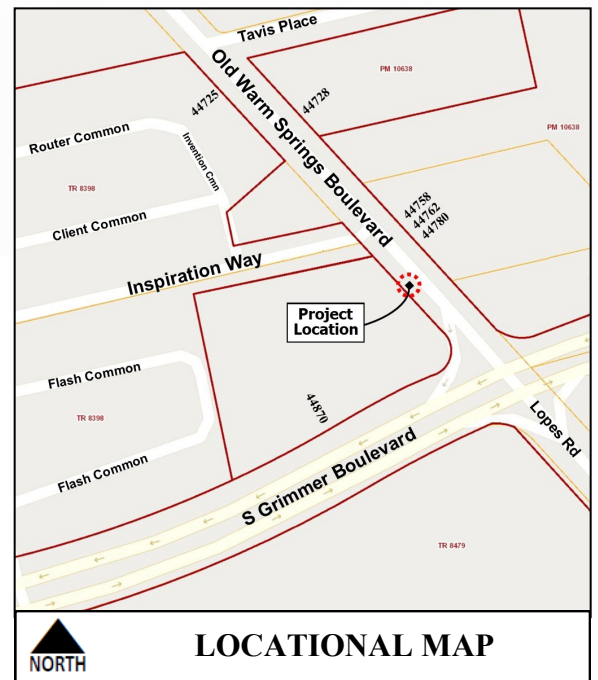 Tavis Place
Old Warm Springs Boulevard
PM 10638
44725
44728
PM 10638
Router Common
Invention Cmn
TR 8398
Client Common
44758
44762
44780
Inspiration Way
Project
Location
Flash Common
TR 8398
44870
Flash Common
S Grimmer Boulevard
Lopes Rd
TR 8479
NORTH
LOCATIONAL MAP